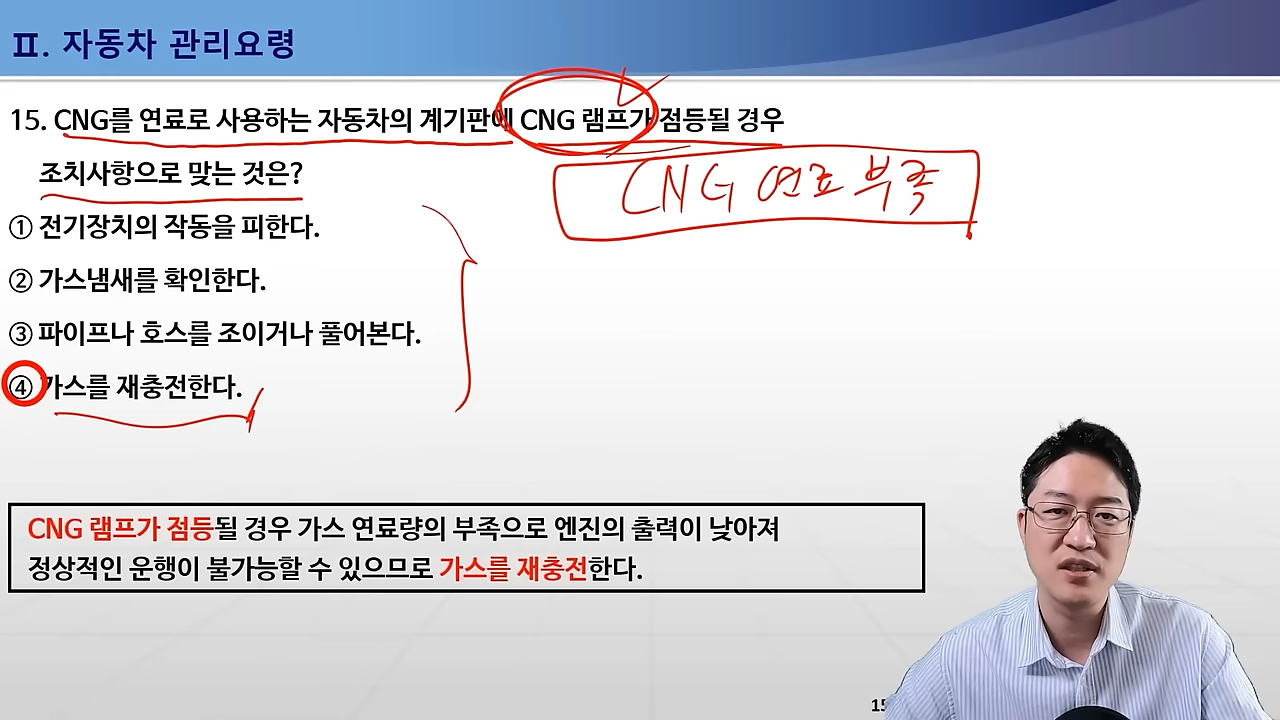 Ⅱ. 자동차 관리요령
15. CNG를 연료로 사용하는 자동차의 계기판에 CNG 램프가 점등될 경우
조치사항으로 맞는 것은?
CNG 연료 부족
① 전기장치의 작동을 피한다.
② 가스냄새를 확인한다.
③ 파이프나 호스를 조이거나 풀어본다.
④ 가스를 재충전한다.
CNG 램프가 점등될 경우 가스 연료량의 부족으로 엔진의 출력이 낮아져
정상적인 운행이 불가능할 수 있으므로 가스를 재충전한다.